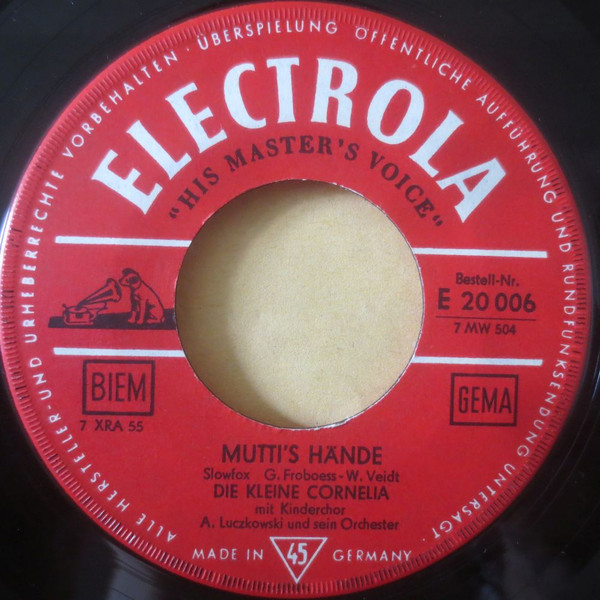 ALLE HERSTELLER- UND URHEBERRECHTE VORBEHALTEN · ÜBERSPIELUNG ÖFFENTLICHE AUFFÜHRUNG UND RUNDFUNKSENDUNG UNTERSAGT ·
ELECTROLA
"HIS MASTER'S VOICE"
Bestell-Nr.
E 20 006
7 MW 504
BIEM
7 XRA 55
GEMA
MUTTI'S HÄNDE
Slowfox G. Froboess - W. Veidt
DIE KLEINE CORNELIA
mit Kinderchor
A. Luczkowski und sein Orchester
MADE IN 45 GERMANY